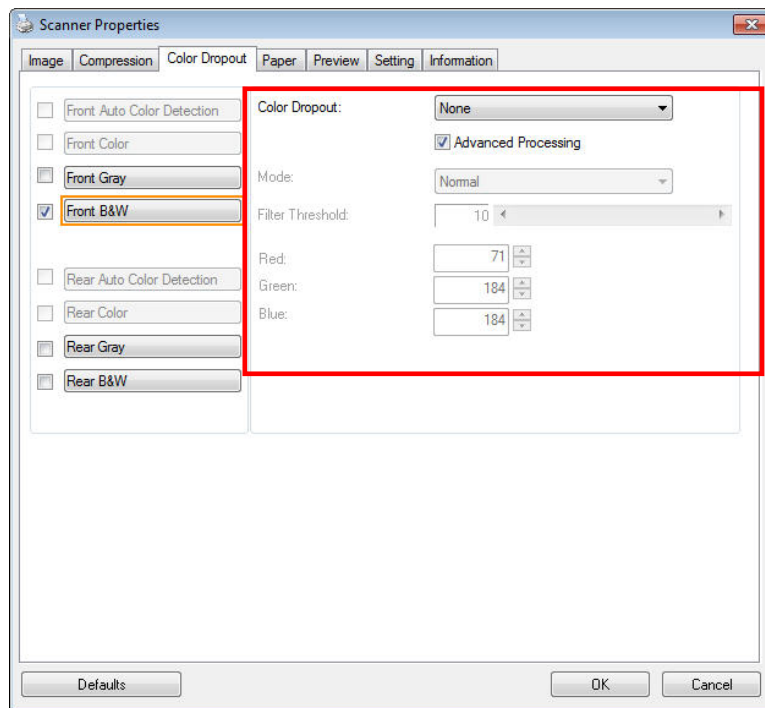 Scanner Properties
Image Compression Color Dropout Paper Preview Setting Information
Front Auto Color Detection
Front Color
Front Gray
Front B&W
Rear Auto Color Detection
Rear Color
Rear Gray
Rear B&W
Color Dropout: None
Advanced Processing
Mode: Normal
Filter Threshold: 10
Red: 71
Green: 184
Blue: 184
Defaults OK Cancel